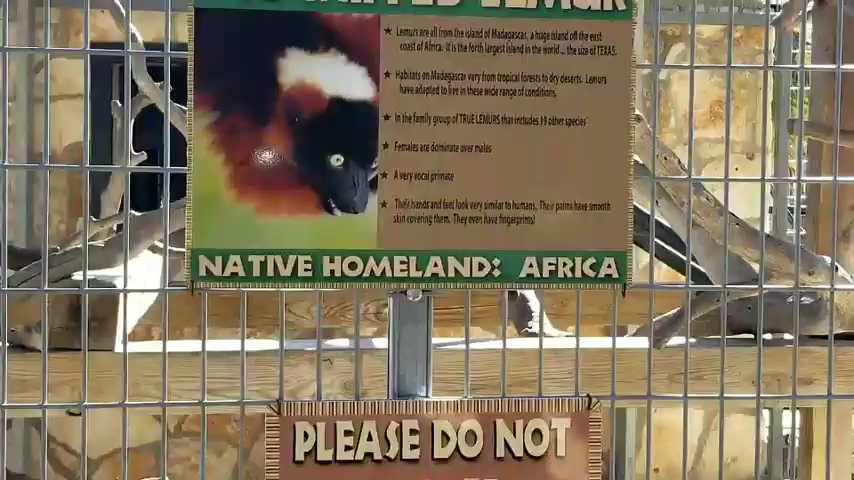 LEMUR
★ Lemurs are all from the island of Madagascar, a huge island off the east
coast of Africa. It is the forth largest island in the world ... the size of TEXAS.
★ Habitats on Madagascar vary from tropical forests to dry deserts. Lemurs
have adapted to live in these wide range of conditions.
★ In the family group of TRUE LEMURS that includes 19 other species
★ Females are dominate over males
★ A very vocal primate
★ Their hands and feet look very similar to humans. Their palms have smooth
skin covering them. They even have fingerprints!
NATIVE HOMELAND: AFRICA
PLEASE DO NOT